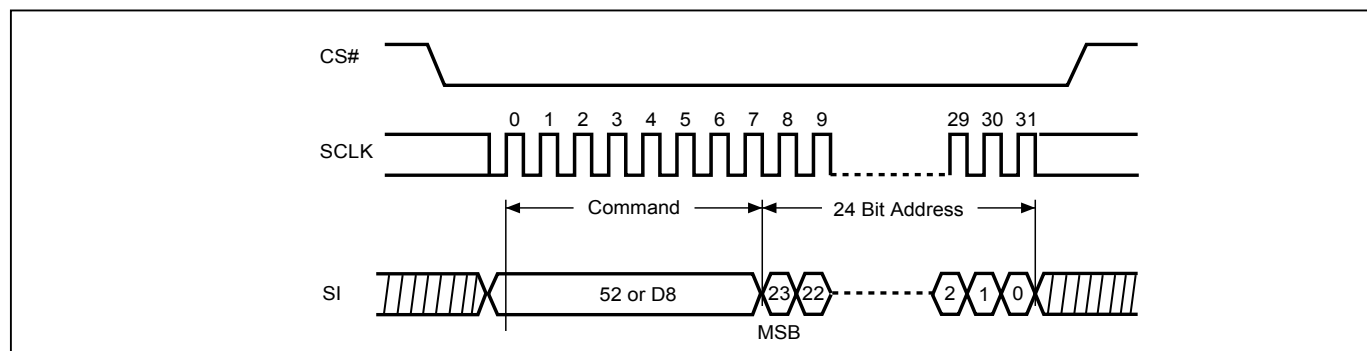 CS#
0 1 2 3 4 5 6 7 8 9 29 30 31
SCLK
Command 24 Bit Address
SI 52 or D8 23 22 2 1 0
MSB